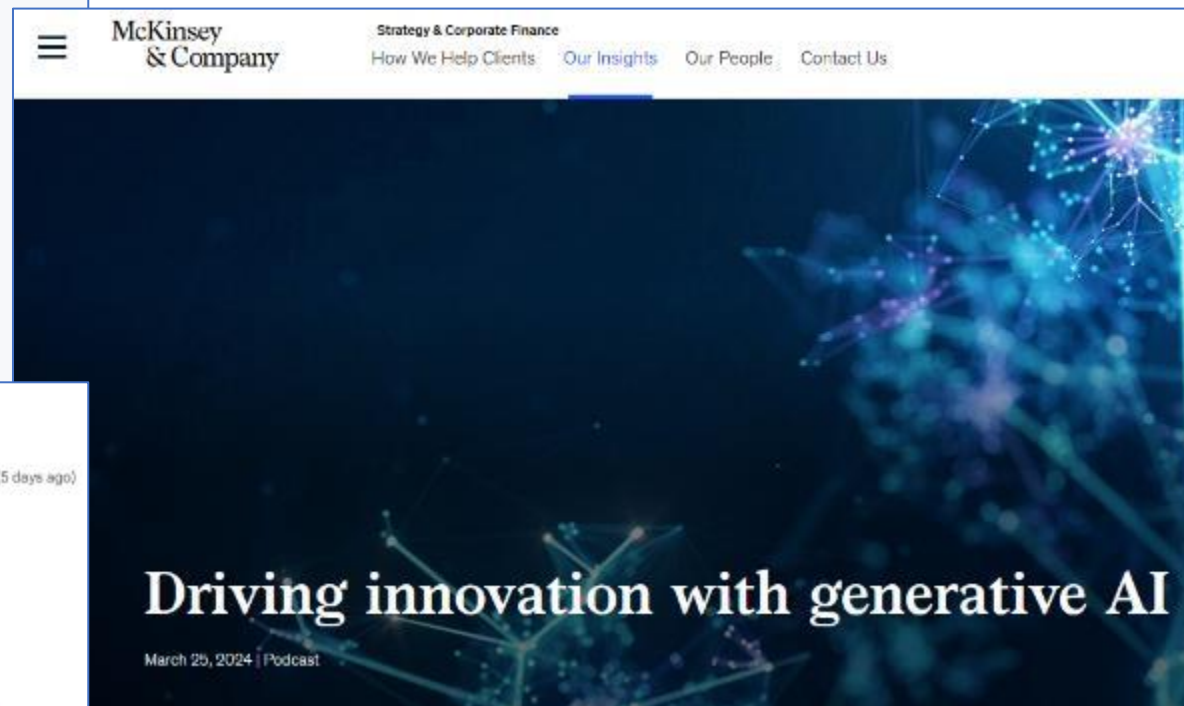 McKinsey
& Company
Strategy & Corporate Finance
How We Help Clients Our Insights Our People Contact Us
5 days ago)
Driving innovation with generative AI
March 25, 2024 | Podcast